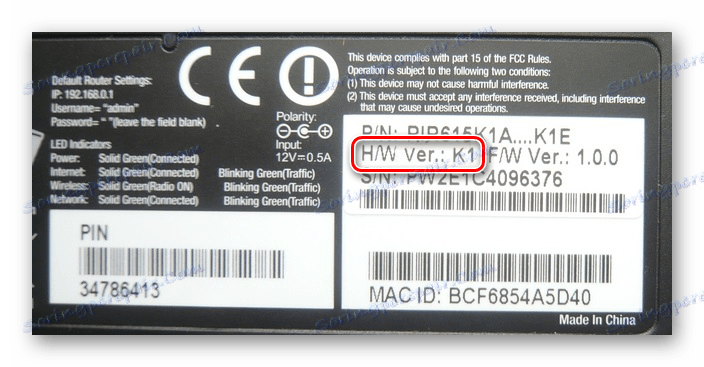 Default Router Settings:
IP: 192.168.0.1
Username= "admin"
Password= " "(leave the field blank)
LED Indicators
Power: Solid Green(Connected)
Internet: Solid Green(Connected) Blinking Green(Traffic)
Wireless: Solid Green(Radio ON) Blinking Green(Traffic)
Network: Solid Green(Connected) Blinking Green(Traffic)
CE
Polarity:
Input:
12V=0.5A
This device complies with part 15 of the FCC Rules.
Operation is subject to the following two conditions:
(1) This device may not cause harmful interference.
(2) This device must accept any interference received, including interference
that may cause undesired operation.
P/N: PIR615K1A....K1E
H/W Ver.: K1 F/W Ver.: 1.0.0
S/N: PW2E1C4096376
PIN
34786413
MAC ID: BCF6854A5D40
Made In China